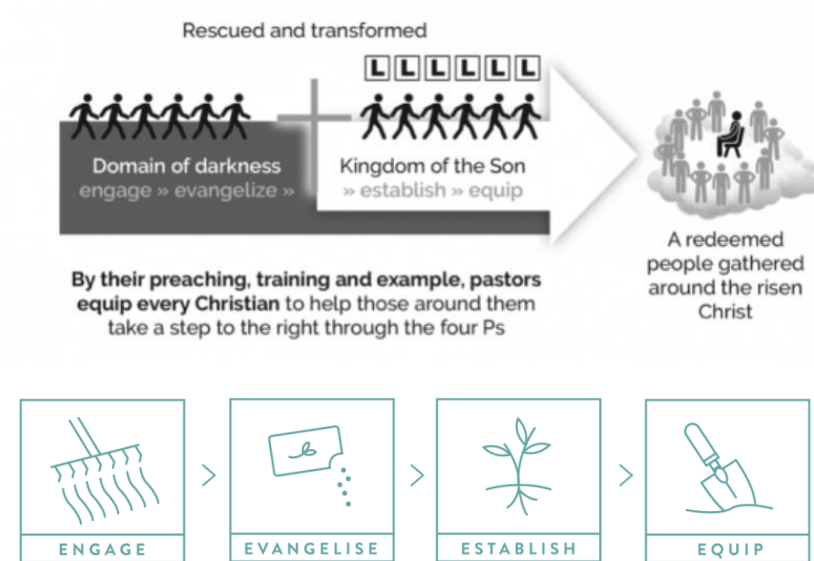 Rescued and transformed
L L L L L L
Domain of darkness
engage » evangelize »
Kingdom of the Son
» establish » equip
A redeemed
people gathered
around the risen
Christ
By their preaching, training and example, pastors
equip every Christian to help those around them
take a step to the right through the four Ps
ENGAGE
EVANGELISE
ESTABLISH
EQUIP